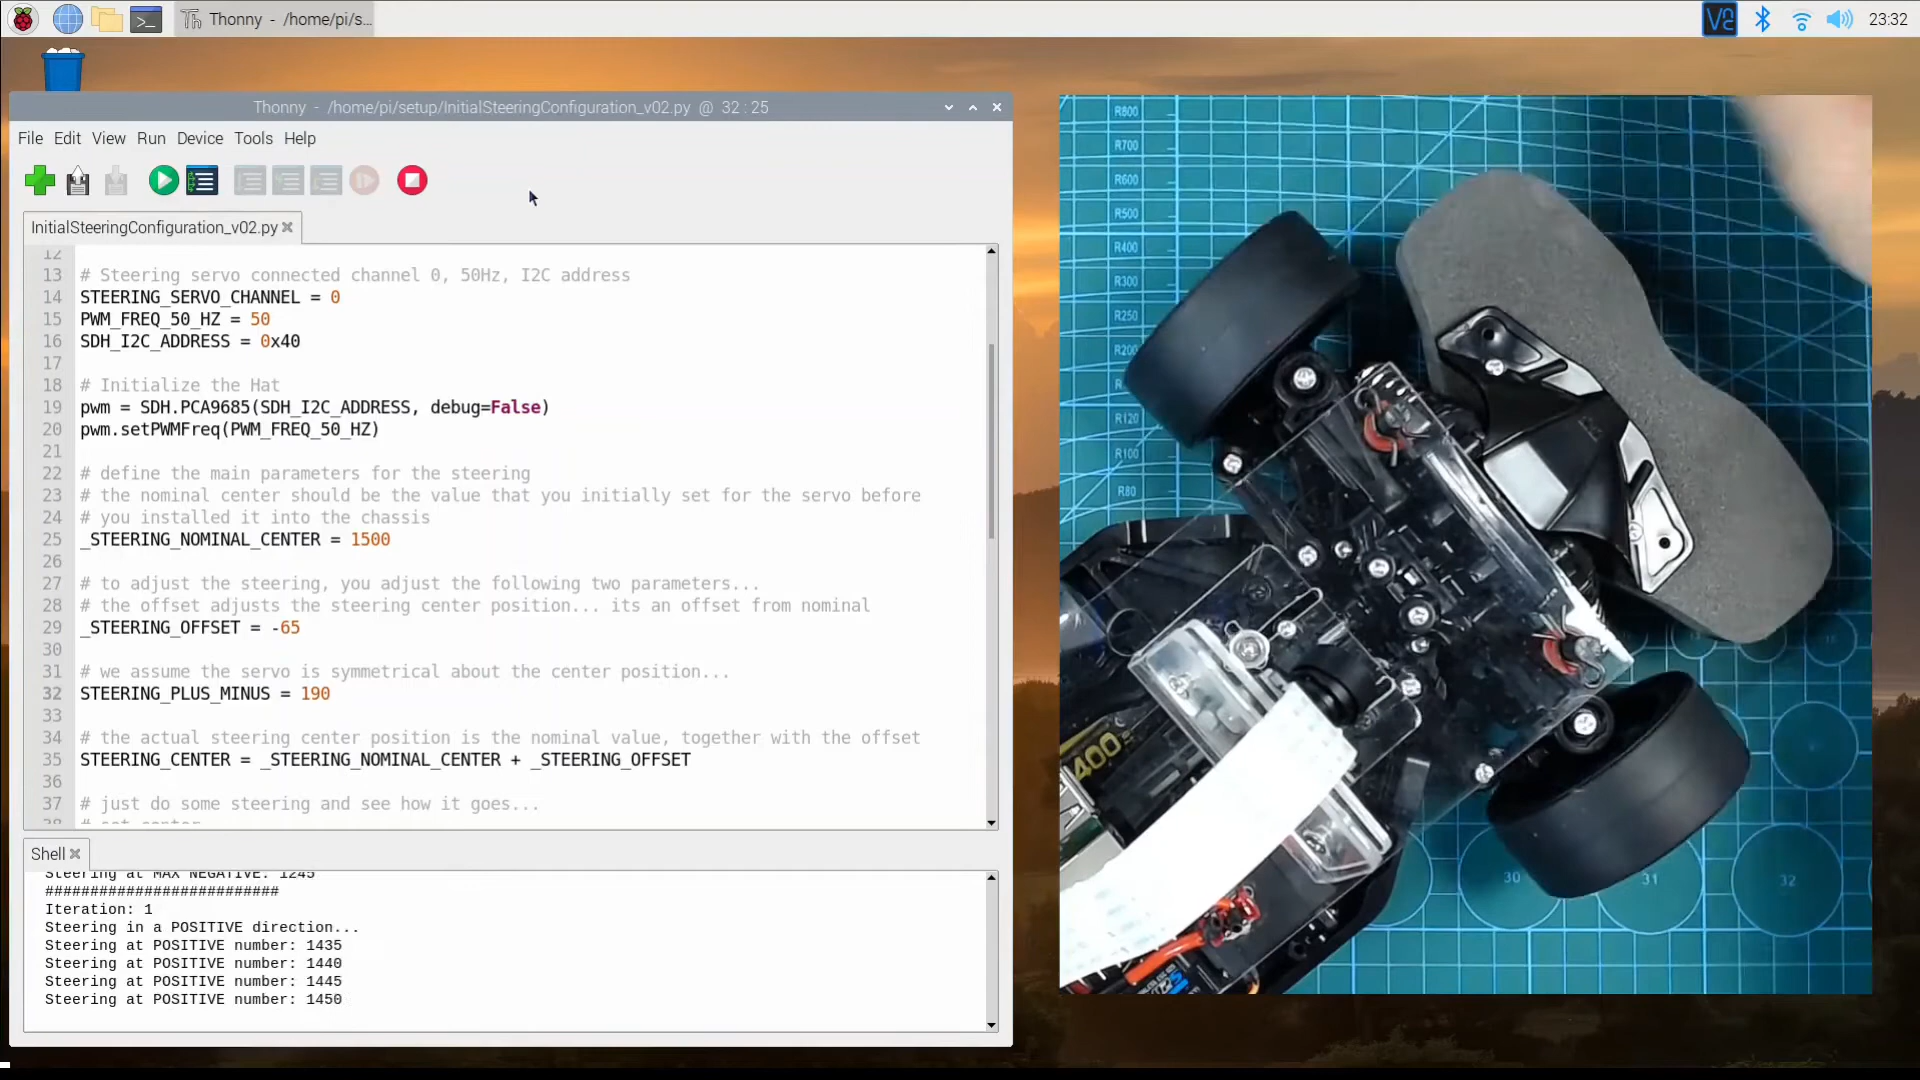 Thonny - /home/pi/s...
23:32
Thonny - /home/pi/setup/InitialSteeringConfiguration_v02.py @ 32 : 25
File Edit View Run Device Tools Help
InitialSteeringConfiguration_v02.py
12
13 # Steering servo connected channel 0, 50Hz, I2C address
14 STEERING_SERVO_CHANNEL = 0
15 PWM_FREQ_50_HZ = 50
16 SDH_I2C_ADDRESS = 0x40
17
18 # Initialize the Hat
19 pwm = SDH.PCA9685(SDH_I2C_ADDRESS, debug=False)
20 pwm.setPWMFreq(PWM_FREQ_50_HZ)
21
22 # define the main parameters for the steering
23 # the nominal center should be the value that you initially set for the servo before
24 # you installed it into the chassis
25 _STEERING_NOMINAL_CENTER = 1500
26
27 # to adjust the steering, you adjust the following two parameters...
28 # the offset adjusts the steering center position... its an offset from nominal
29 _STEERING_OFFSET = -65
30
31 # we assume the servo is symmetrical about the center position...
32 STEERING_PLUS_MINUS = 190
33
34 # the actual steering center position is the nominal value, together with the offset
35 STEERING_CENTER = _STEERING_NOMINAL_CENTER + _STEERING_OFFSET
36
37 # just do some steering and see how it goes...
38 # set center
Shell
Steering at MAX NEGATIVE: 1245
##########################
Iteration: 1
Steering in a POSITIVE direction...
Steering at POSITIVE number: 1435
Steering at POSITIVE number: 1440
Steering at POSITIVE number: 1445
Steering at POSITIVE number: 1450
R800
R700
R600
R500
R400
R300
R250
R200
R120
R100
R80
400
30
31
32